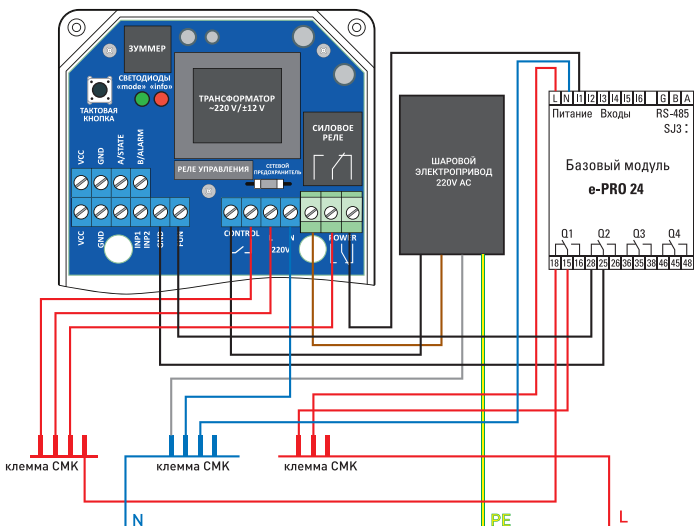 ЗУММЕР
СВЕТОДИОДЫ
«mode» «Info»
ТАКТОВАЯ
КНОПКА
ТРАНСФОРМАТОР
~220 V/±12 V
СИЛОВОЕ
РЕЛЕ
РЕЛЕ УПРАВЛЕНИЯ
СЕТЕВОЙ
ПРЕДОХРАНИТЕЛЬ
VCC
GND
A/STATE
B/ALARM
VCC
GND
INP1
INP2
GND
FUN
CONTROL
L
N
220V
POWER
ШАРОВОЙ
ЭЛЕКТРОПРИВОД
220V AC
L N I1 I2 I3 I4 I5 I6 G B A
Питание Входы RS-485
SJ3 :
Базовый модуль
e-PRO 24
Q1 Q2 Q3 Q4
18 15 16 28 25 26 36 35 38 46 45 48
клемма СМК
клемма СМК
клемма СМК
N
PE
L